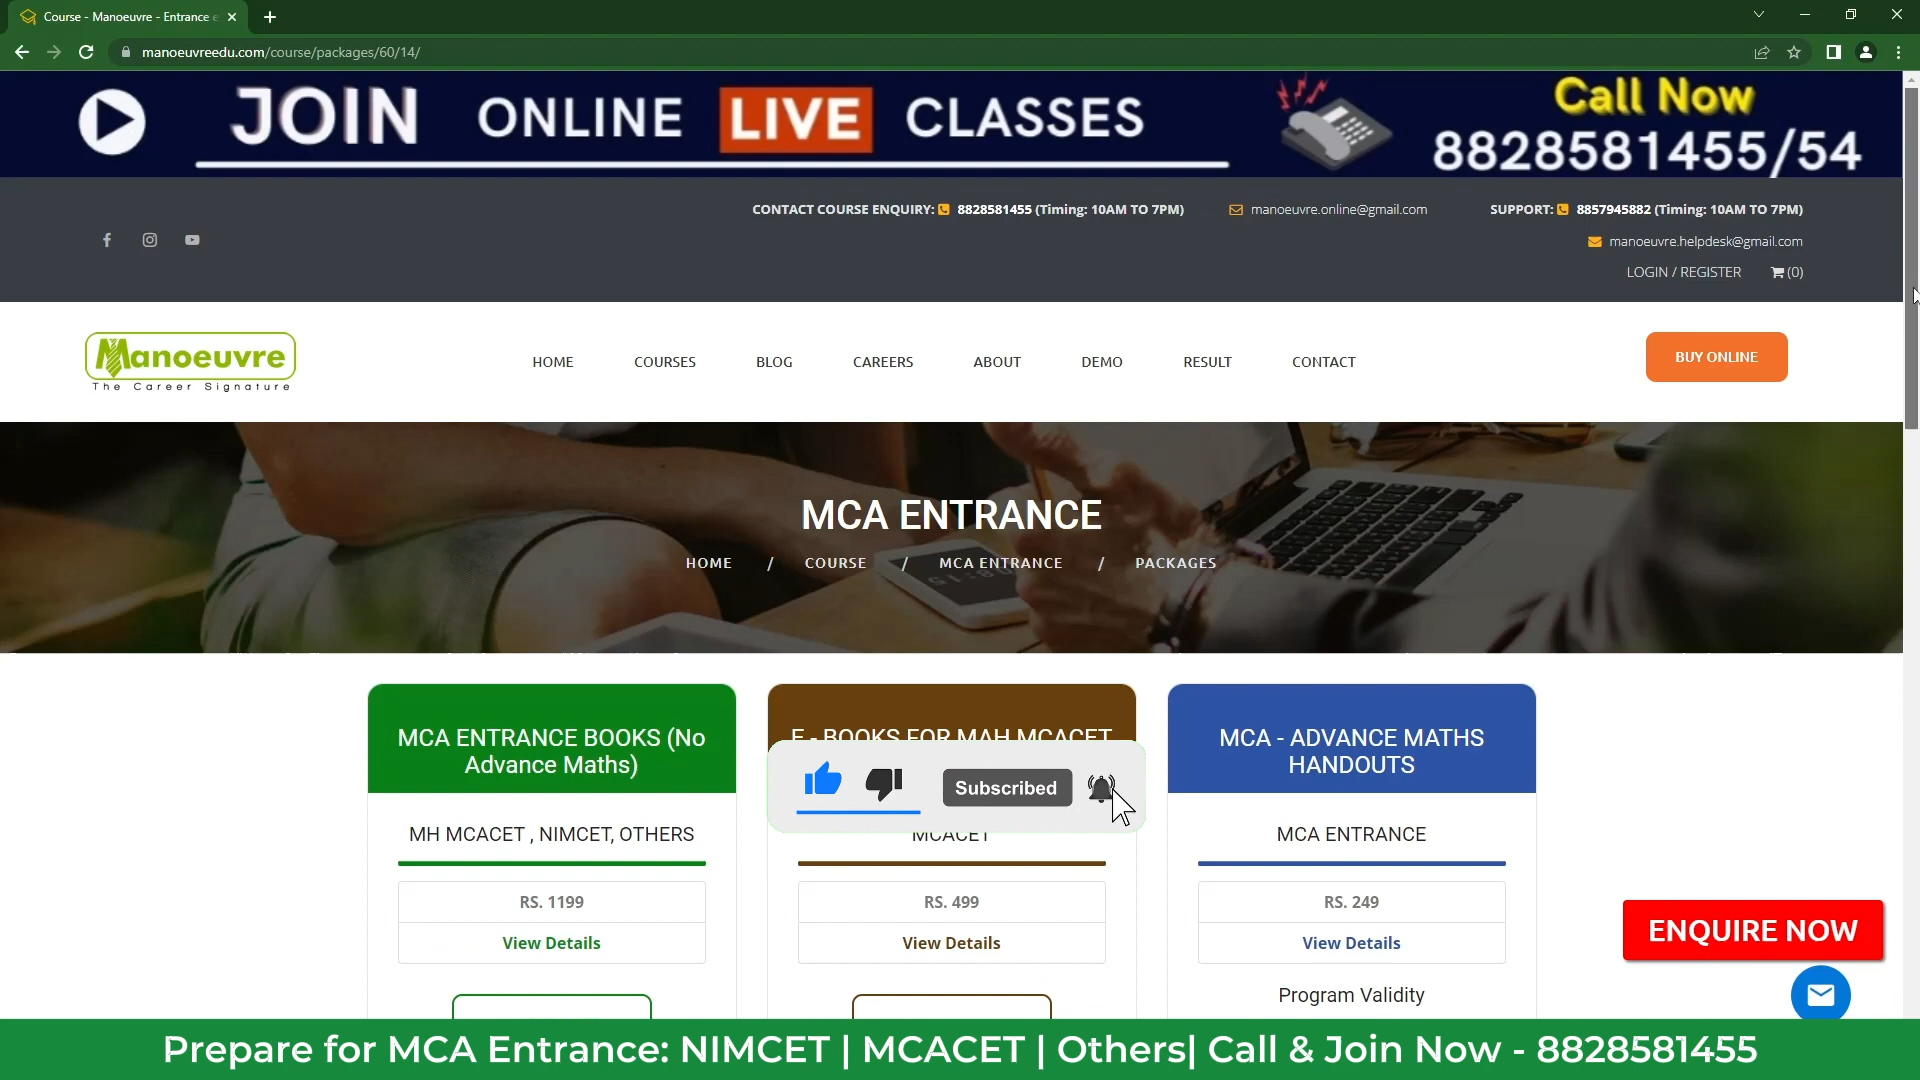 Course - Manoeuvre - Entrance e
manoeuvreedu.com/course/packages/60/14/
JOIN ONLINE LIVE CLASSES
Call Now
8828581455/54
CONTACT COURSE ENQUIRY: 8828581455 (Timing: 10AM TO 7PM)
manoeuvre.online@gmail.com
SUPPORT: 8857945882 (Timing: 10AM TO 7PM)
manoeuvre.helpdesk@gmail.com
LOGIN / REGISTER (0)
Manoeuvre
The Career Signature
HOME COURSES BLOG CAREERS ABOUT DEMO RESULT CONTACT
BUY ONLINE
MCA ENTRANCE
HOME / COURSE / MCA ENTRANCE / PACKAGES
MCA ENTRANCE BOOKS (No
Advance Maths)
MH MCACET , NIMCET, OTHERS
RS. 1199
View Details
E - BOOKS FOR MAH MCACET
Subscribed
MCACET
RS. 499
View Details
MCA - ADVANCE MATHS
HANDOUTS
MCA ENTRANCE
RS. 249
View Details
Program Validity
ENQUIRE NOW
Prepare for MCA Entrance: NIMCET | MCACET | Others| Call & Join Now - 8828581455